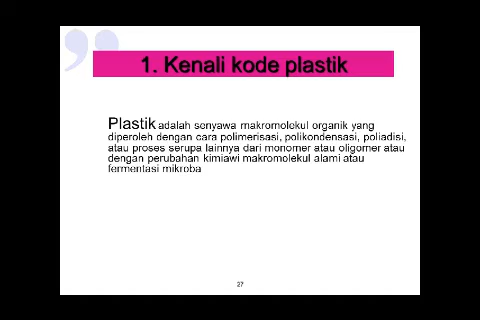 1. Kenali kode plastik
Plastik adalah senyawa makromolekul organik yang
diperoleh dengan cara polimerisasi, polikondensasi, poliadisi,
atau proses serupa lainnya dari monomer atau oligomer atau
dengan perubahan kimiawi makromolekul alami atau
fermentasi mikroba
27